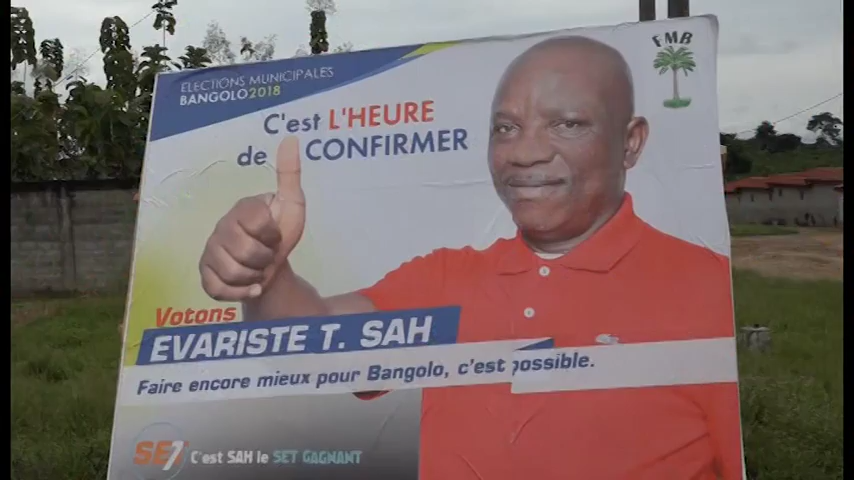 ELECTIONS MUNICIPALES
BANGOLO2018
FMB
C'est L'HEURE
de CONFIRMER
Votons
EVARISTE T. SAH
Faire encore mieux pour Bangolo, c'est possible.
SET7 C'est SAH le SET GAGNANT